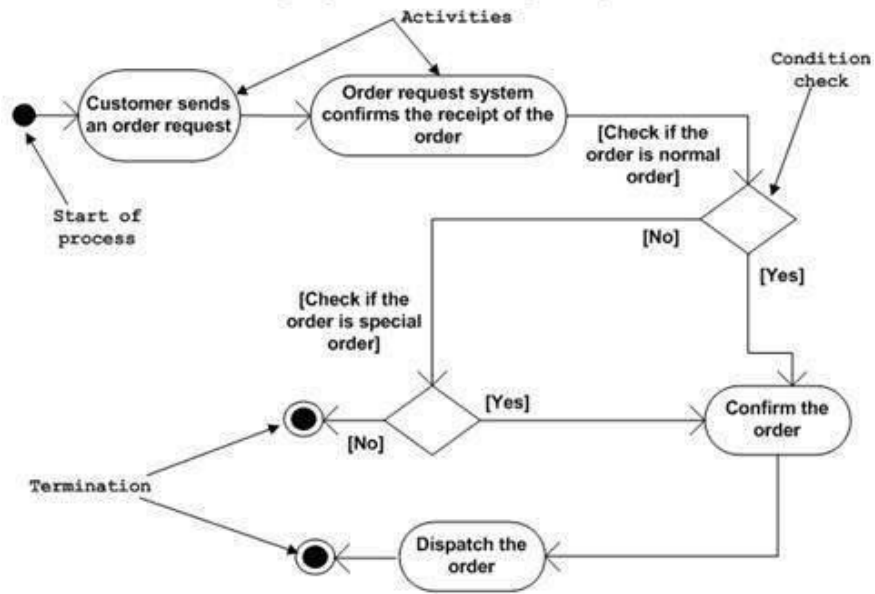 Activities
Condition
check
Customer sends
an order request
Order request system
confirms the receipt of the
order
[Check if the
order is normal
order]
Start of
process
[No]
[Yes]
[Check if the
order is special
order]
[Yes]
[No]
Confirm the
order
Termination
Dispatch the
order